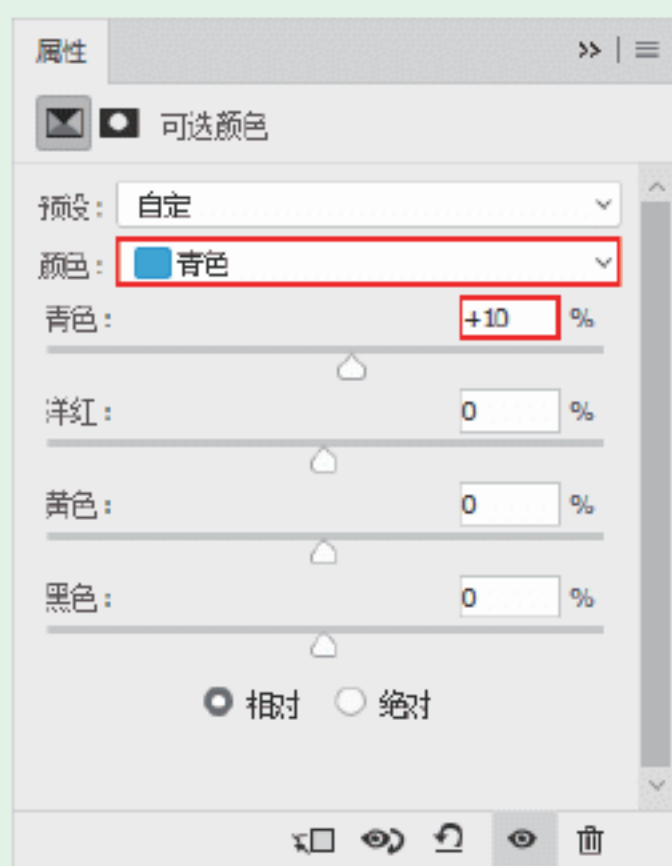 属性
可选颜色
预设： 自定
颜色： 青色
青色： +10 %
洋红： 0 %
黄色： 0 %
黑色： 0 %
相对 绝对